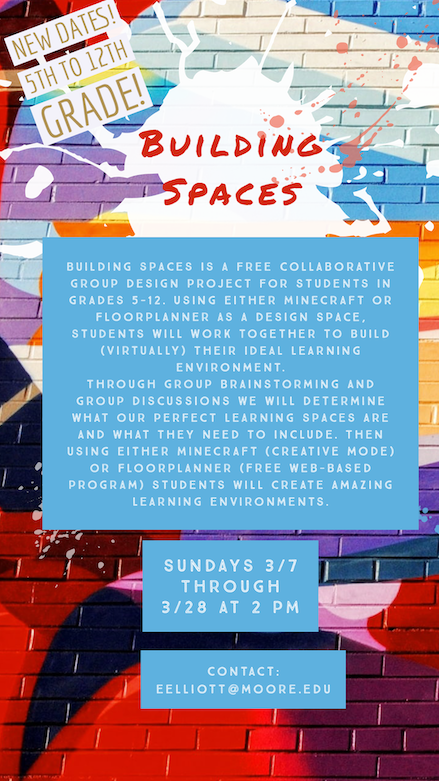 NEW DATES!
5TH TO 12TH
GRADE!
BUILDING
SPACES
BUILDING SPACES IS A FREE COLLABORATIVE
GROUP DESIGN PROJECT FOR STUDENTS IN
GRADES 5-12. USING EITHER MINECRAFT OR
FLOORPLANNER AS A DESIGN SPACE,
STUDENTS WILL WORK TOGETHER TO BUILD
(VIRTUALLY) THEIR IDEAL LEARNING
ENVIRONMENT.
THROUGH GROUP BRAINSTORMING AND
GROUP DISCUSSIONS WE WILL DETERMINE
WHAT OUR PERFECT LEARNING SPACES ARE
AND WHAT THEY NEED TO INCLUDE. THEN
USING EITHER MINECRAFT (CREATIVE MODE)
OR FLOORPLANNER (FREE WEB-BASED
PROGRAM) STUDENTS WILL CREATE AMAZING
LEARNING ENVIRONMENTS.
SUNDAYS 3/7
THROUGH
3/28 AT 2 PM
CONTACT:
EELLIOTT@MOORE.EDU